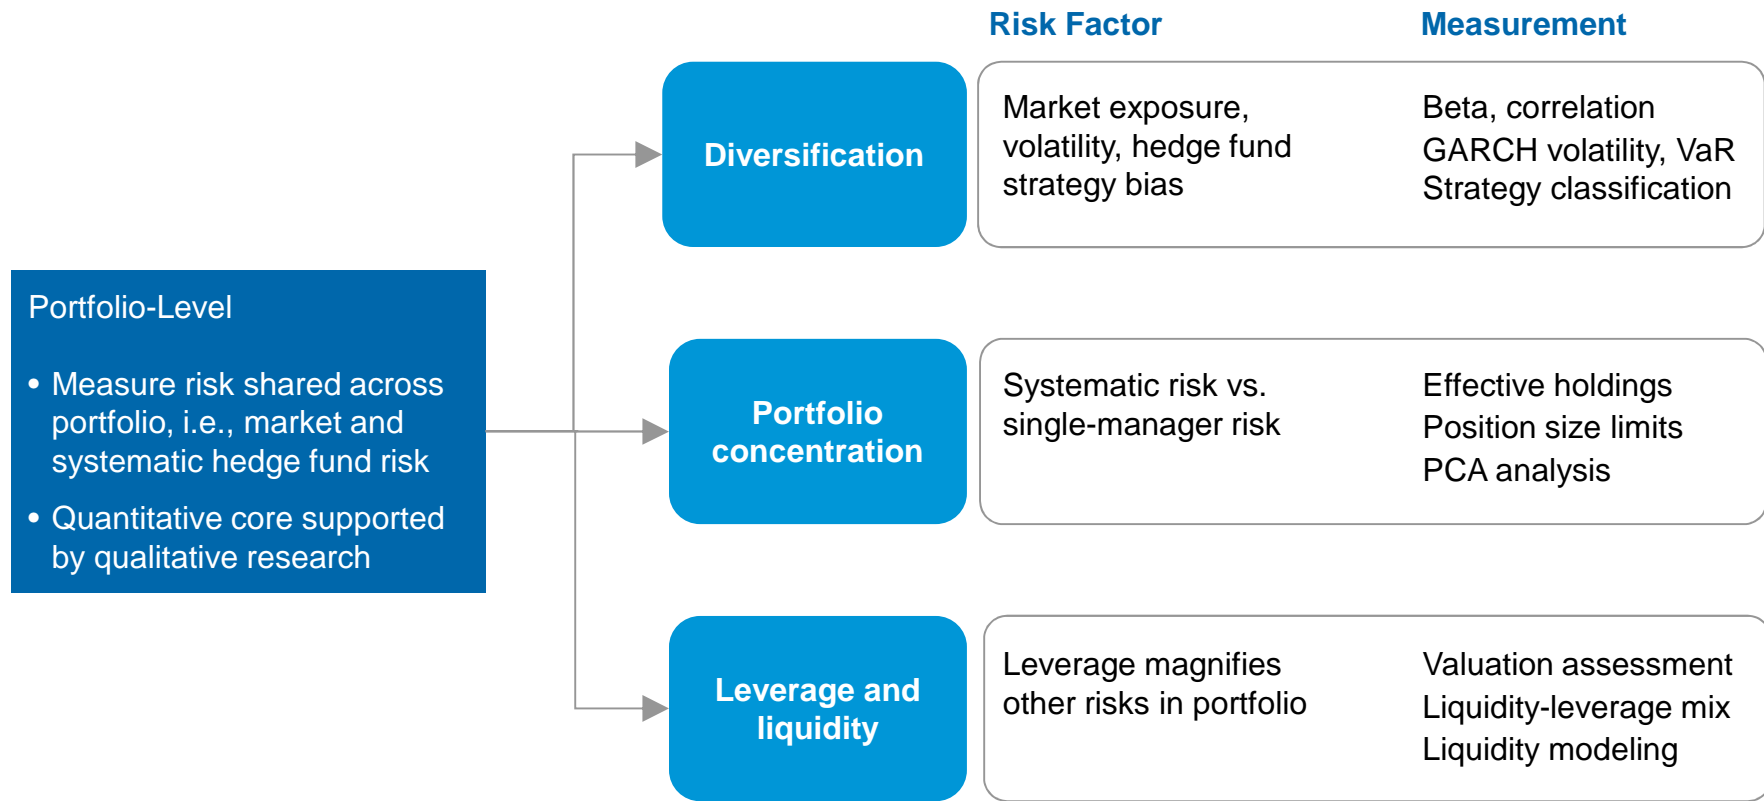 Risk Factor
Measurement
Diversification
Market exposure,
volatility, hedge fund
strategy bias
Beta, correlation
GARCH volatility, VaR
Strategy classification
Portfolio-Level
• Measure risk shared across
portfolio, i.e., market and
systematic hedge fund risk
• Quantitative core supported
by qualitative research
Portfolio
concentration
Systematic risk vs.
single-manager risk
Effective holdings
Position size limits
PCA analysis
Leverage and
liquidity
Leverage magnifies
other risks in portfolio
Valuation assessment
Liquidity-leverage mix
Liquidity modeling